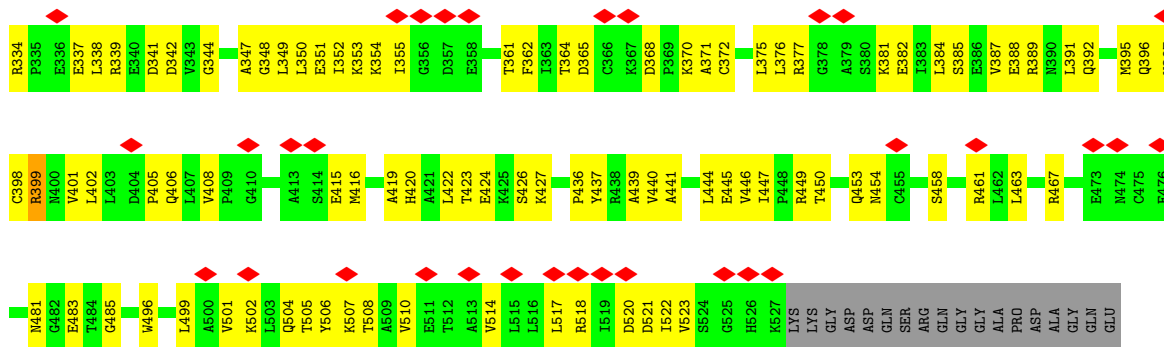 R334 P335 E336 E337 L338 R339 E340 D341 D342 V343 G344 A347 G348 L349 L350 E351 I352 K353 K354 I355 G356 D357 E358 T361 F362 I363 T364 D365 C366 K367 D368 P369 K370 A371 C372 L375 L376 R377 G378 A379 S380 K381 E382 I383 L384 S385 E386 V387 E388 R389 N390 L391 Q392 M395 Q396
C398 R399 N400 V401 L402 L403 D404 P405 Q406 L407 V408 P409 G410 A413 S414 E415 M416 A419 H420 A421 L422 T423 E424 K425 S426 K427 P436 Y437 R438 A439 V440 A441 L444 E445 V446 I447 P448 R449 T450 Q453 N454 C455 S458 R461 L462 L463 R467 E473 N474 C475 E476
N481 G482 E483 T484 G485 W496 L499 A500 V501 K502 L503 Q504 T505 Y506 K507 T508 A509 V510 E511 T512 A513 V514 L515 L516 L517 R518 I519 D520 D521 I522 V523 S524 G525 H526 K527 LYS LYS GLY ASP ASP GLN SER ARG GLN GLY GLY ALA PRO ASP ALA GLY GLN GLU